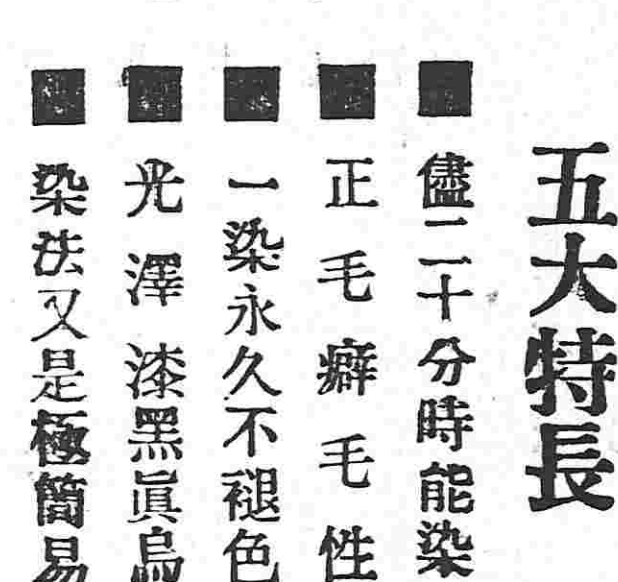 五大特長
■儘二十分時能染
■正毛癖毛性
■一染永久不褪色
■光澤漆黑眞烏
■染法又是極簡易